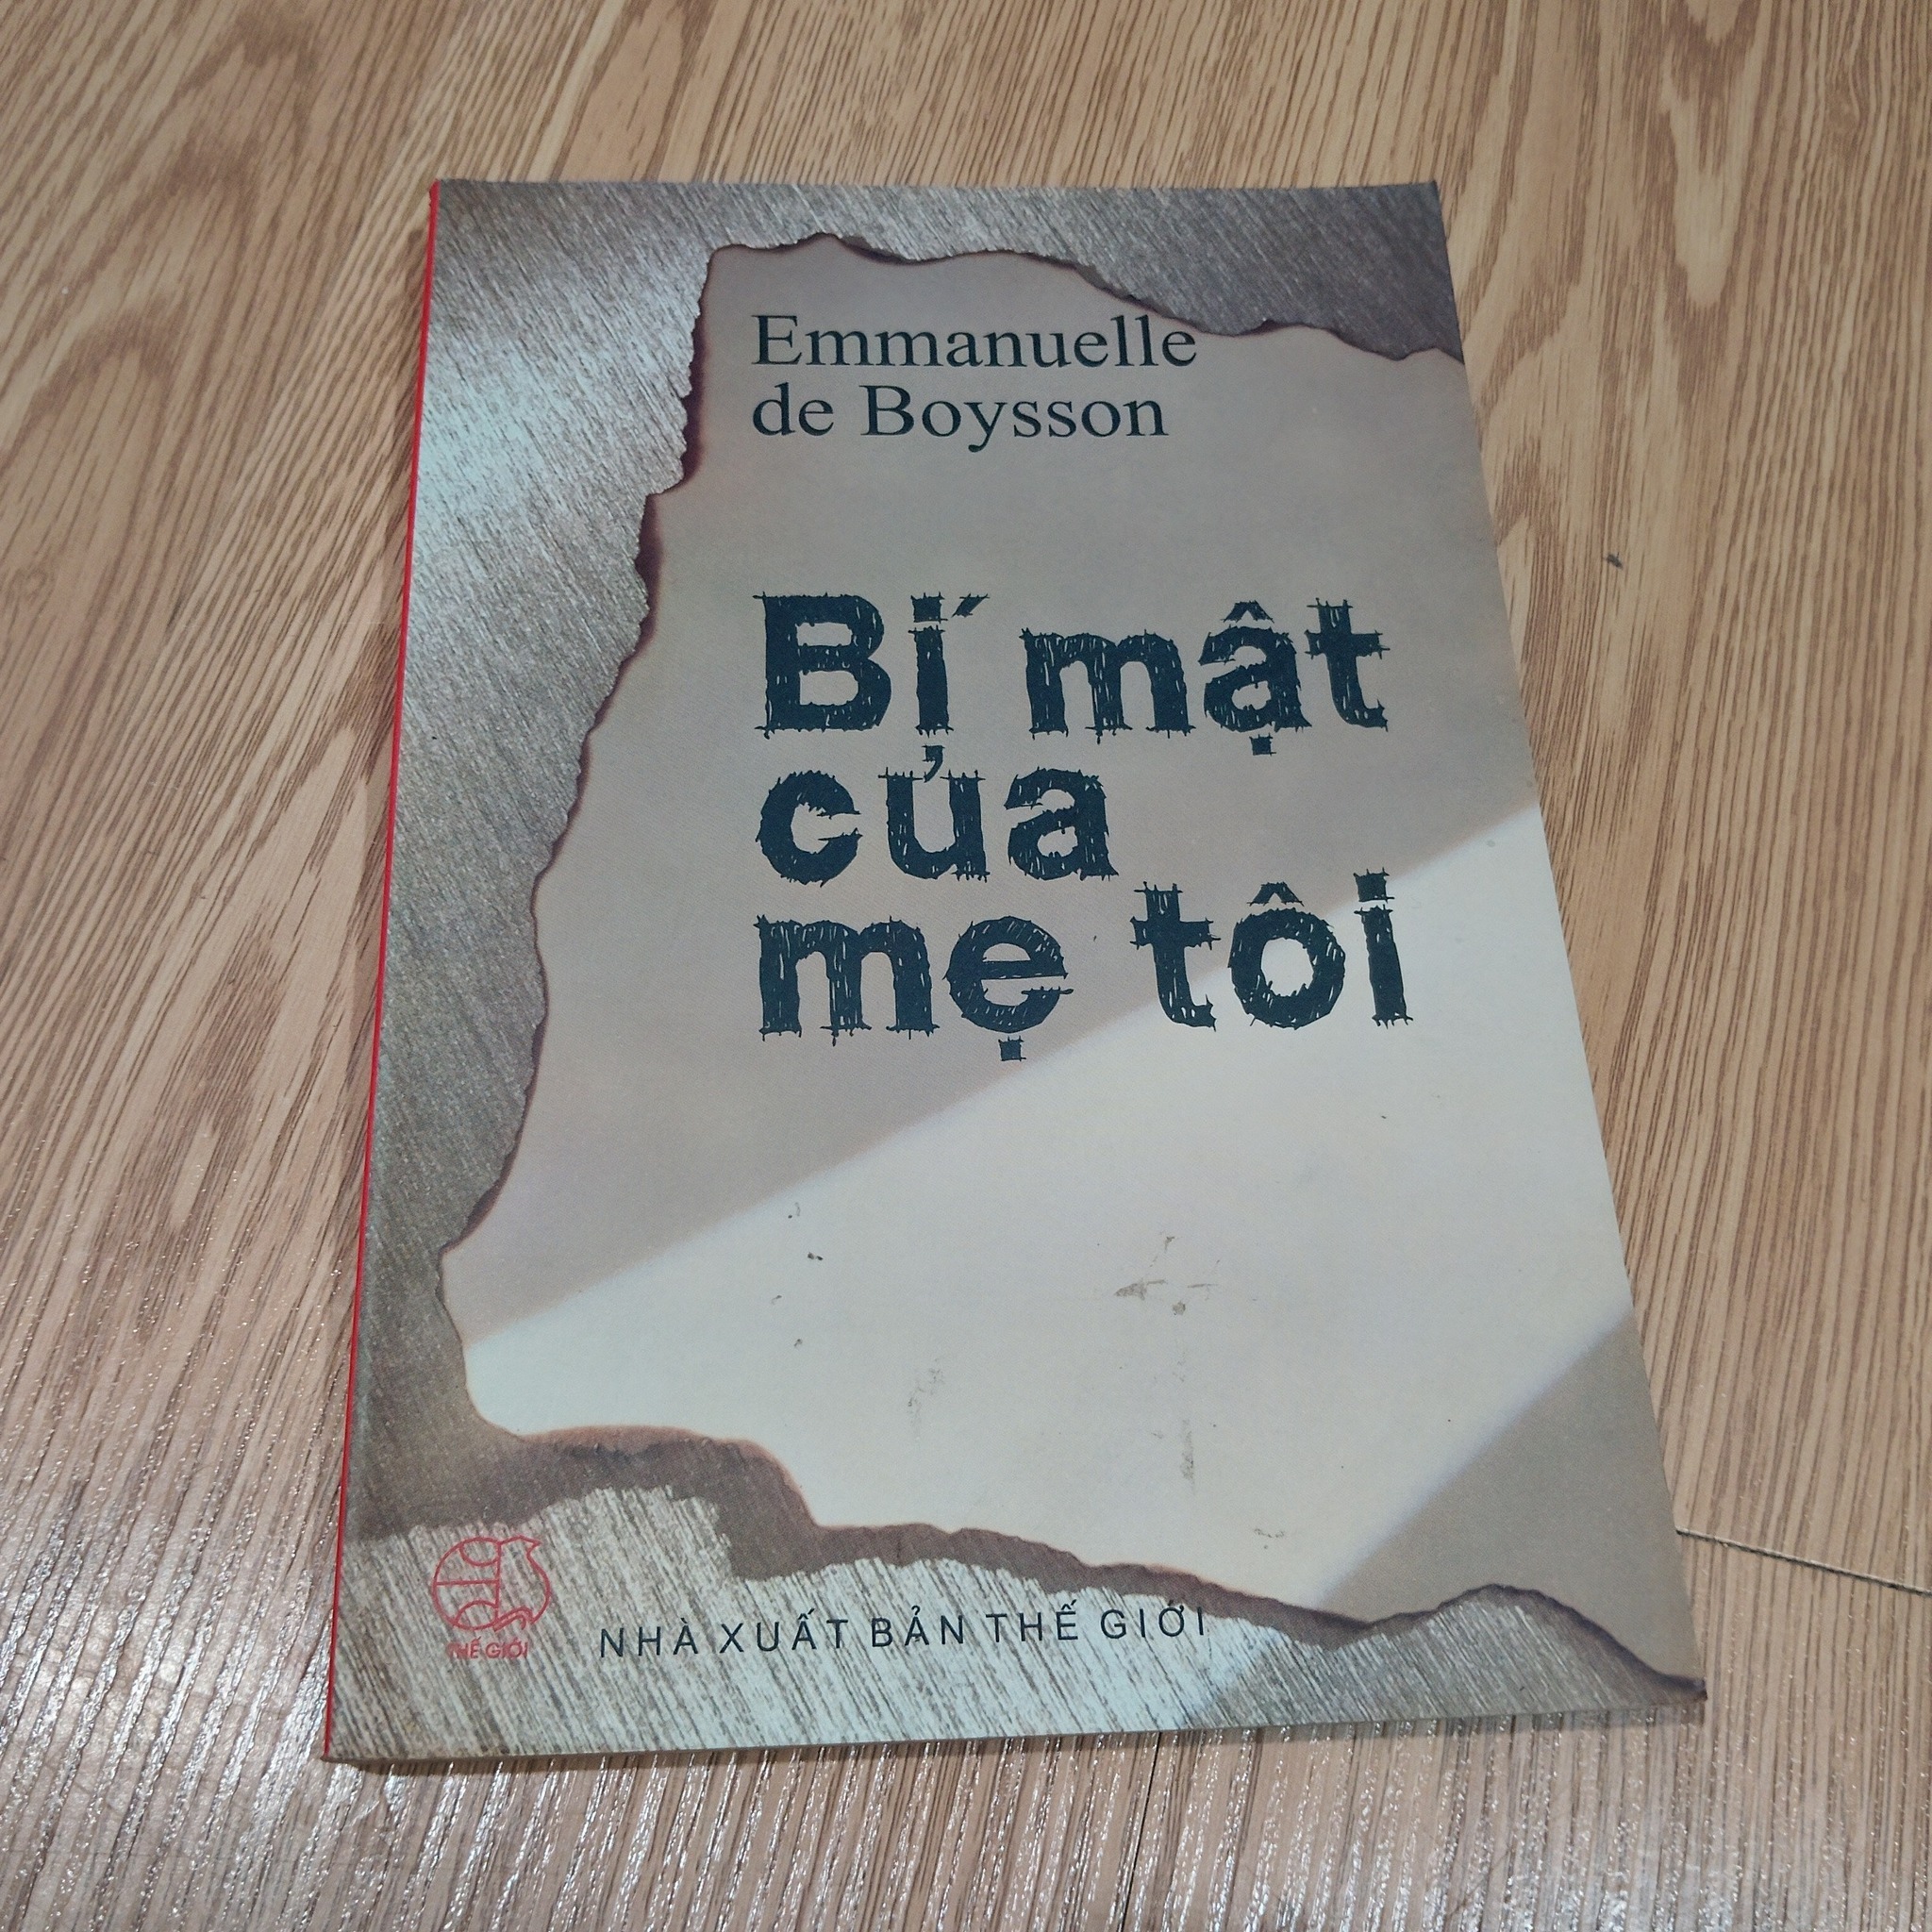 Emmanuelle
de Boysson
Bí mật
của
mẹ tôi
THẾ GIỚI
NHÀ XUẤT BẢN THẾ GIỚI